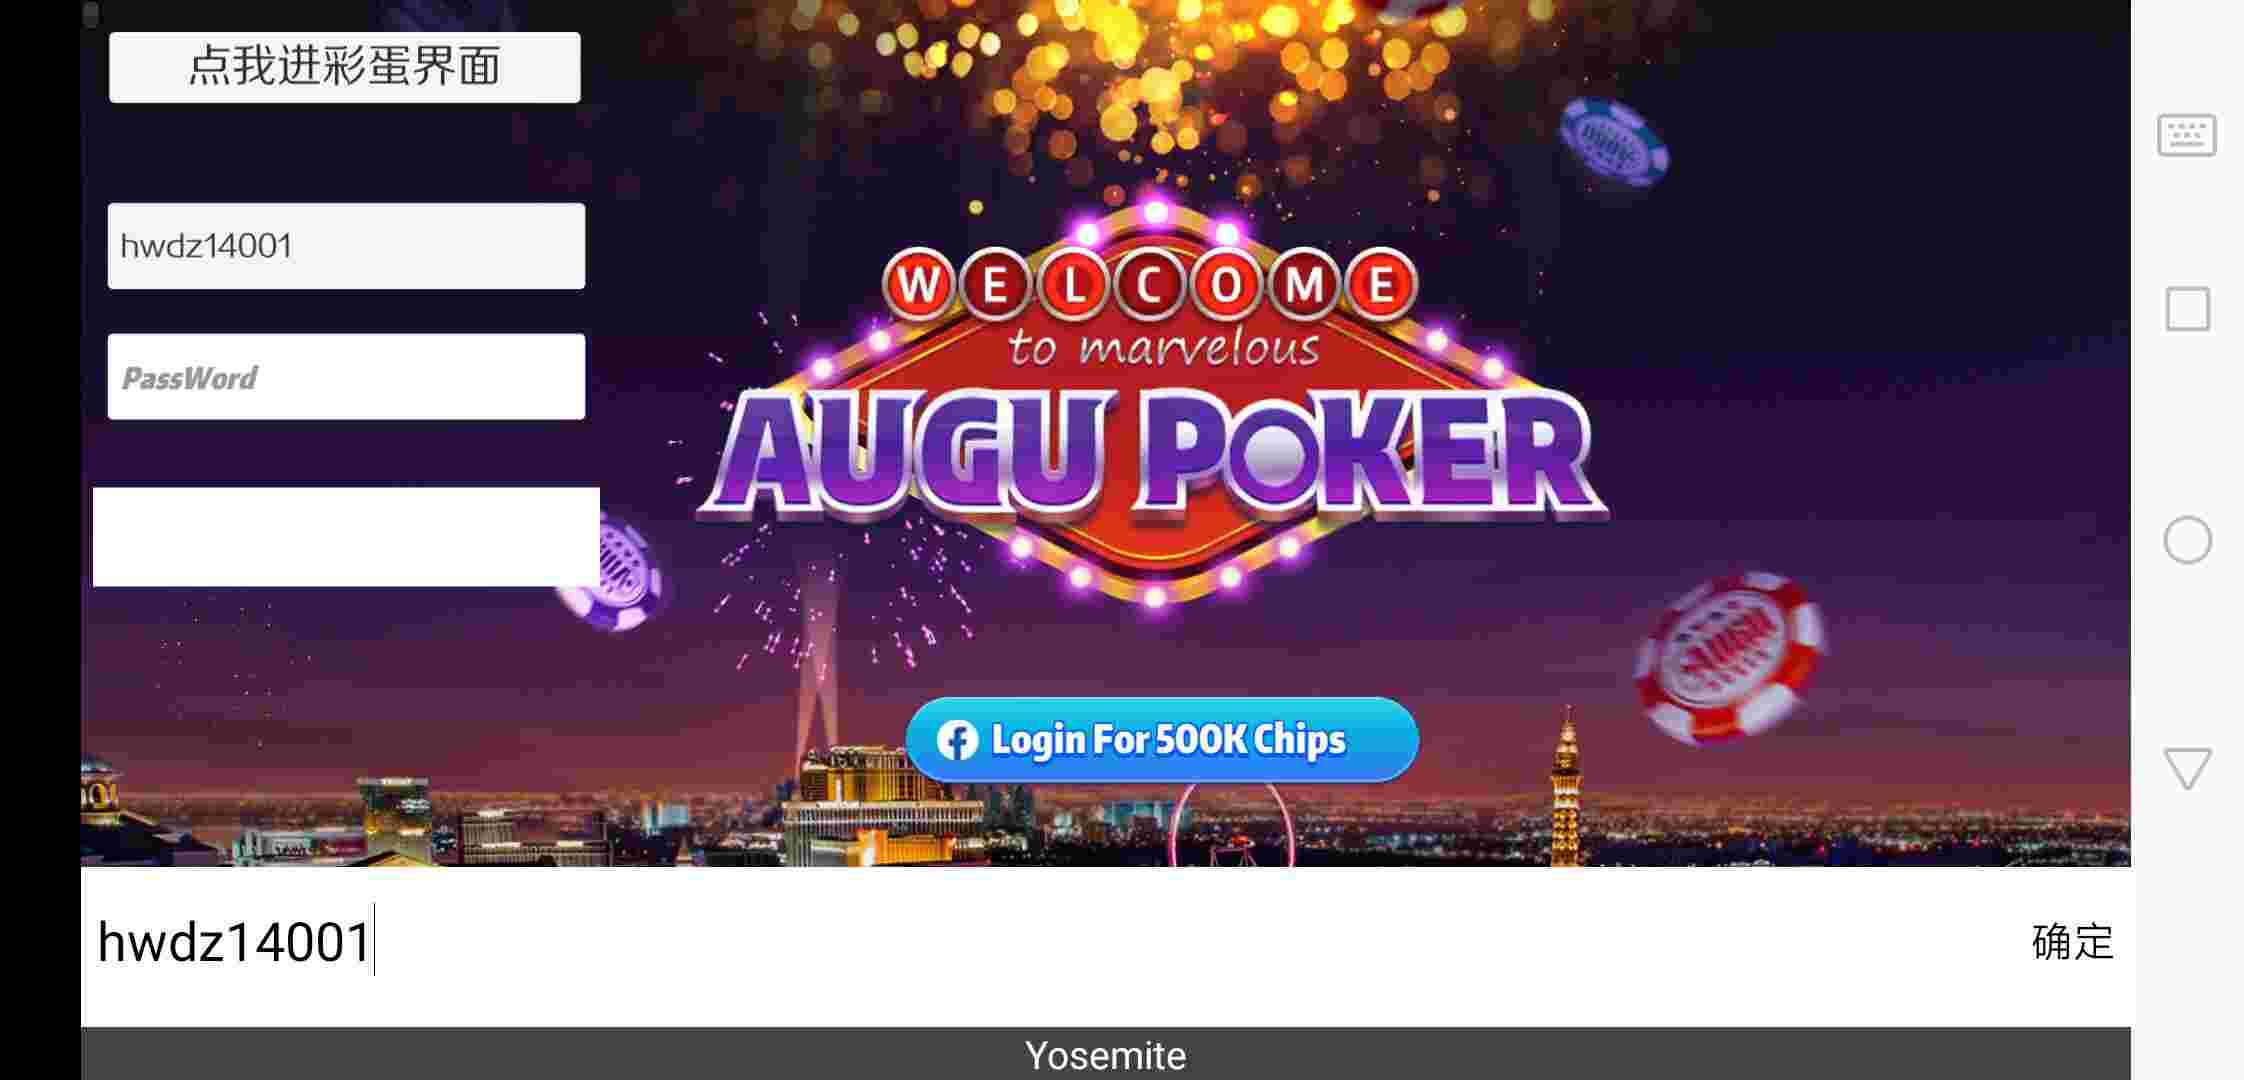 点我进彩蛋界面
hwdz14001
PassWord
WELCOME
to marvelous
AUGU POKER
Login For 500K Chips
hwdz14001
确定
Yosemite